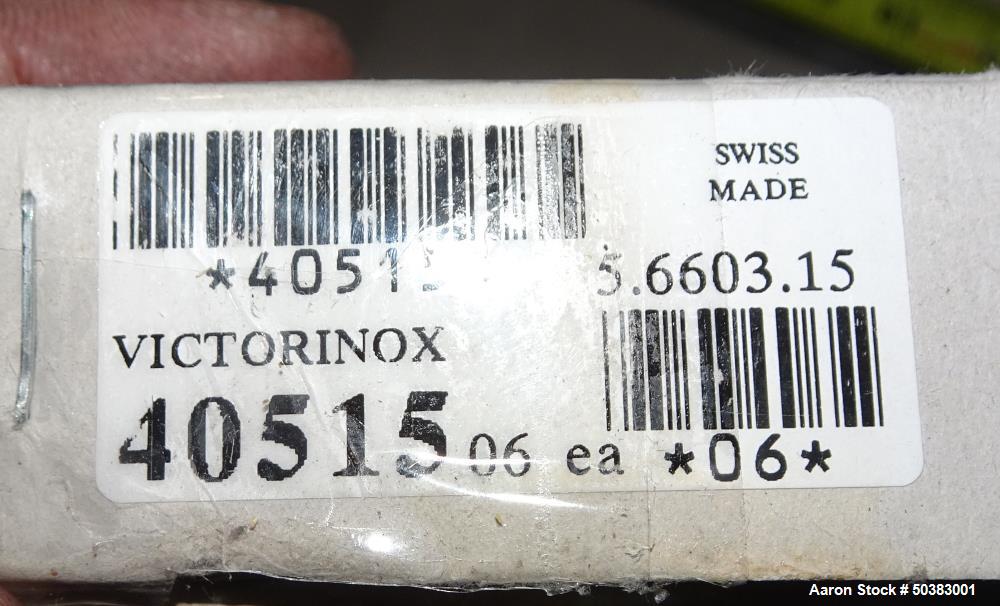 SWISS
MADE
*4051
5.6603.15
VICTORINOX
40515 06 ea *06*
Aaron Stock # 50383001